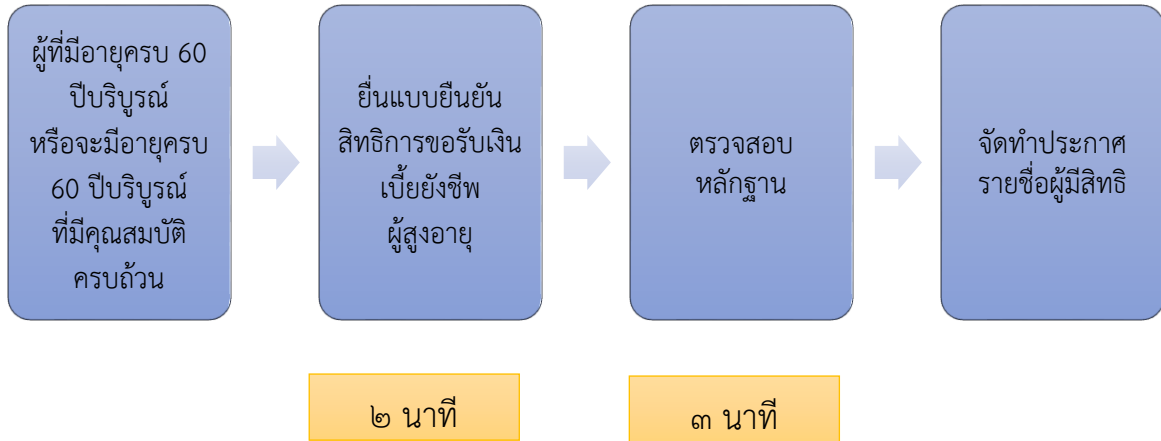 ผู้ที่มีอายุครบ 60
ปีบริบูรณ์
หรือจะมีอายุครบ
60 ปีบริบูรณ์
ที่มีคุณสมบัติ
ครบถ้วน
ยื่นแบบยืนยัน
สิทธิการขอรับเงิน
เบี้ยยังชีพ
ผู้สูงอายุ
ตรวจสอบ
หลักฐาน
จัดทำประกาศ
รายชื่อผู้มีสิทธิ
๒ นาที
๓ นาที